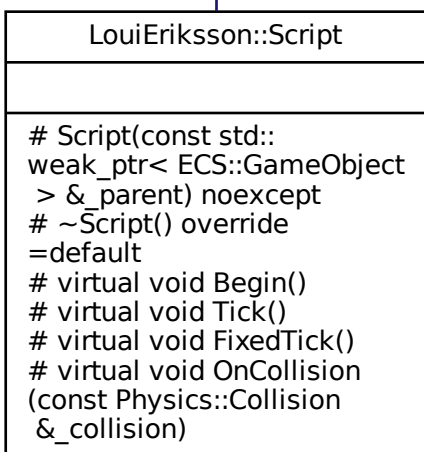 LouiEriksson::Script
# Script(const std::
weak_ptr< ECS::GameObject
> &_parent) noexcept
# ~Script() override
=default
# virtual void Begin()
# virtual void Tick()
# virtual void FixedTick()
# virtual void OnCollision
(const Physics::Collision
&_collision)